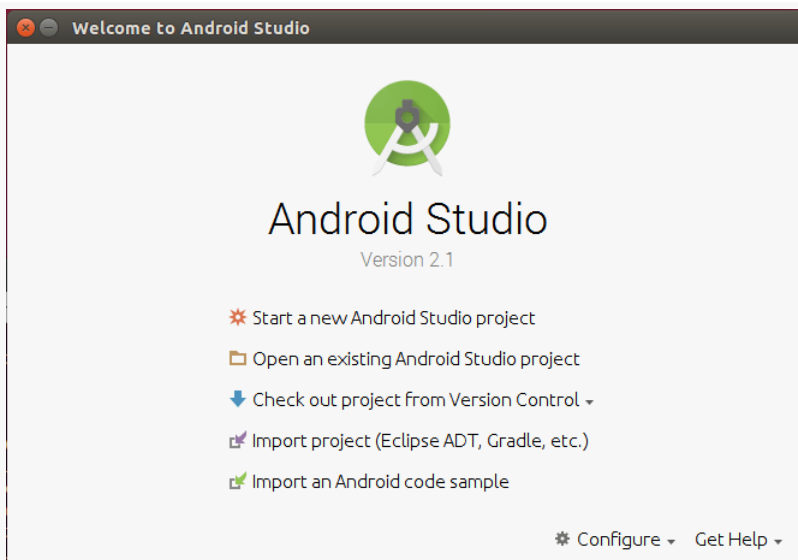 Welcome to Android Studio
Android Studio
Version 2.1
Start a new Android Studio project
Open an existing Android Studio project
Check out project from Version Control
Import project (Eclipse ADT, Gradle, etc.)
Import an Android code sample
Configure Get Help